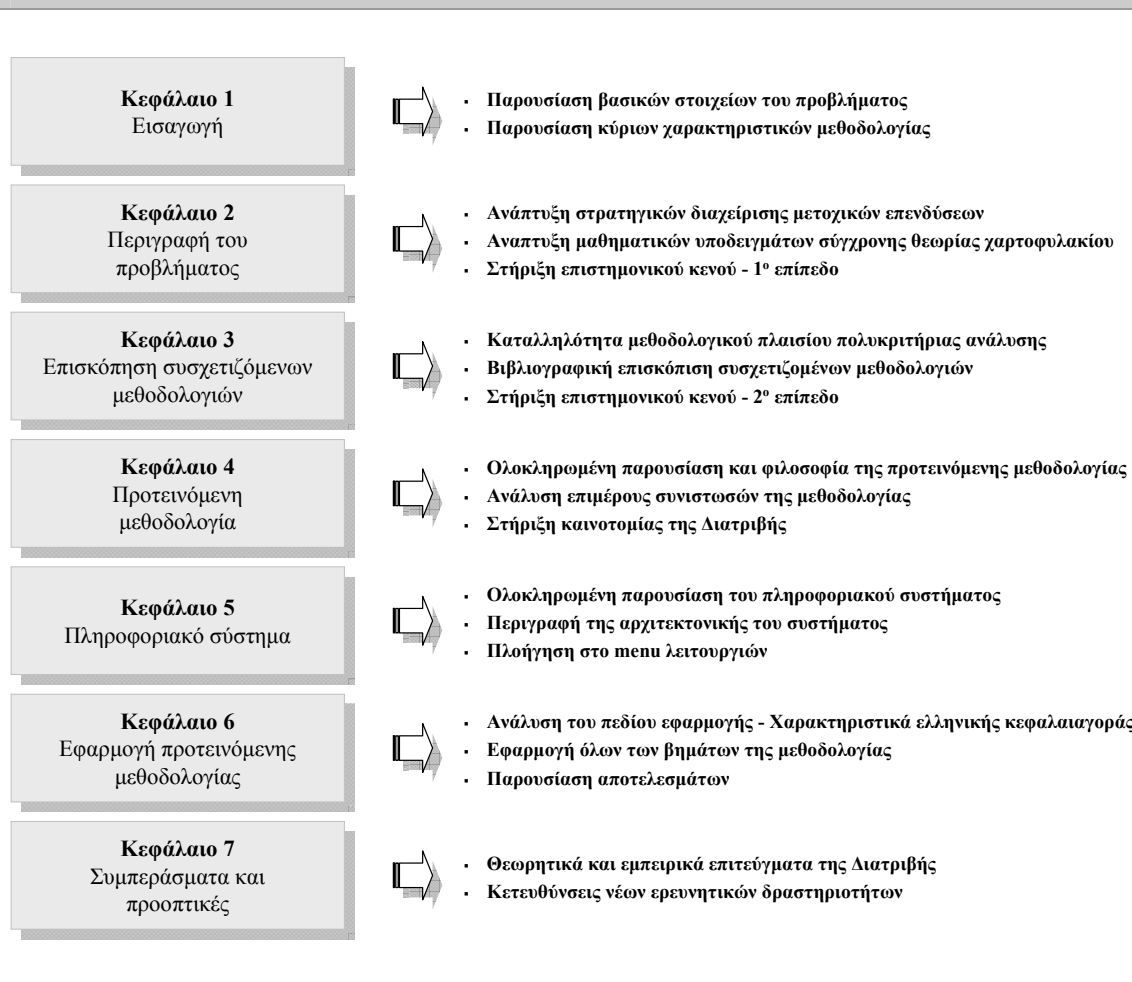 Κεφάλαιο 1
Εισαγωγή
▪ Παρουσίαση βασικών στοιχείων του προβλήματος
▪ Παρουσίαση κύριων χαρακτηριστικών μεθοδολογίας
Κεφάλαιο 2
Περιγραφή του
προβλήματος
▪ Ανάπτυξη στρατηγικών διαχείρισης μετοχικών επενδύσεων
▪ Αναπτυξη μαθηματικών υποδειγμάτων σύγχρονης θεωρίας χαρτοφυλακίου
▪ Στήριξη επιστημονικού κενού - 1ο επίπεδο
Κεφάλαιο 3
Επισκόπηση συσχετιζόμενων
μεθοδολογιών
▪ Καταλληλότητα μεθοδολογικού πλαισίου πολυκριτήριας ανάλυσης
▪ Βιβλιογραφική επισκόπιση συσχετιζομένων μεθοδολογιών
▪ Στήριξη επιστημονικού κενού - 2ο επίπεδο
Κεφάλαιο 4
Προτεινόμενη
μεθοδολογία
▪ Ολοκληρωμένη παρουσίαση και φιλοσοφία της προτεινόμενης μεθοδολογίας
▪ Ανάλυση επιμέρους συνιστωσών της μεθοδολογίας
▪ Στήριξη καινοτομίας της Διατριβής
Κεφάλαιο 5
Πληροφοριακό σύστημα
▪ Ολοκληρωμένη παρουσίαση του πληροφοριακού συστήματος
▪ Περιγραφή της αρχιτεκτονικής του συστήματος
▪ Πλοήγηση στο menu λειτουργιών
Κεφάλαιο 6
Εφαρμογή προτεινόμενης
μεθοδολογίας
▪ Ανάλυση του πεδίου εφαρμογής - Χαρακτηριστικά ελληνικής κεφαλαιαγοράς
▪ Εφαρμογή όλων των βημάτων της μεθοδολογίας
▪ Παρουσίαση αποτελεσμάτων
Κεφάλαιο 7
Συμπεράσματα και
προοπτικές
▪ Θεωρητικά και εμπειρικά επιτεύγματα της Διατριβής
▪ Κετευθύνσεις νέων ερευνητικών δραστηριοτήτων